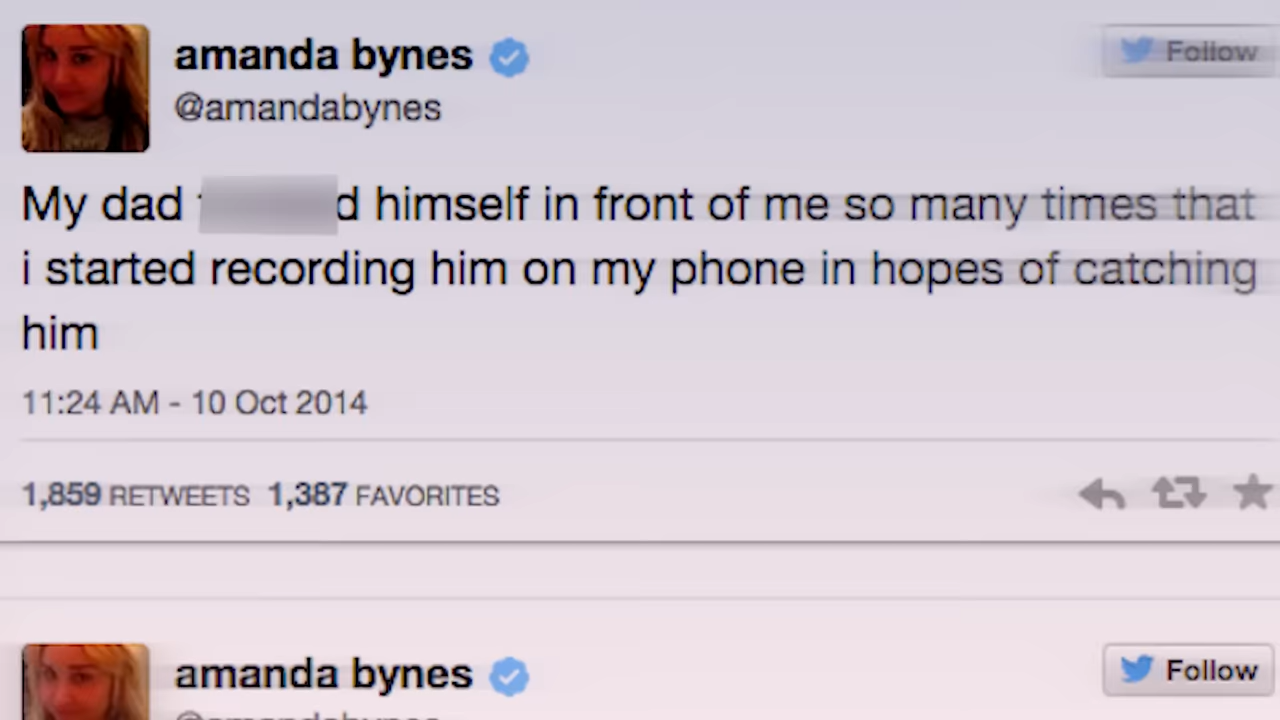 amanda bynes
Follow
@amandabynes
My dad himself in front of me so many times that
i started recording him on my phone in hopes of catching
him
11:24 AM - 10 Oct 2014
1,859 RETWEETS 1,387 FAVORITES
amanda bynes
Follow